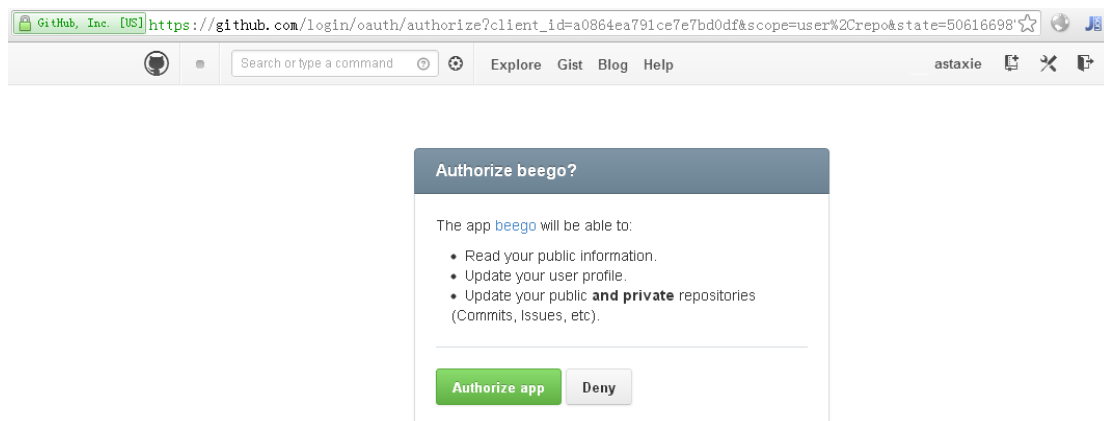 GitHub, Inc. [US] https://github.com/login/oauth/authorize?client_id=a0864ea791ce7e7bd0df&scope=user%2Crepo&state=50616698
Search or type a command Explore Gist Blog Help astaxie
Authorize beego?
The app beego will be able to:
• Read your public information.
• Update your user profile.
• Update your public and private repositories
(Commits, Issues, etc).
Authorize app Deny